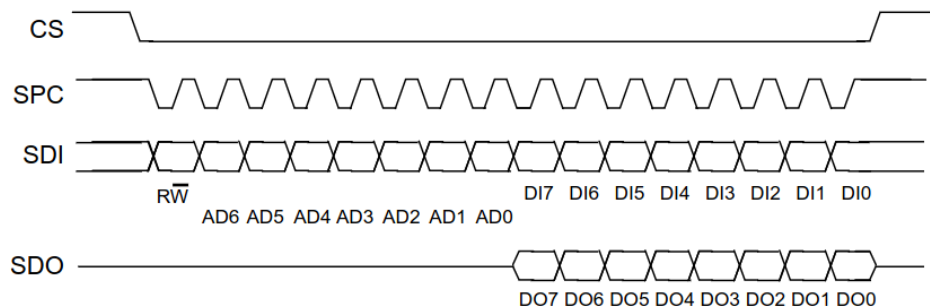 CS
SPC
SDI
RW̅ DI7 DI6 DI5 DI4 DI3 DI2 DI1 DI0
AD6 AD5 AD4 AD3 AD2 AD1 AD0
SDO
DO7 DO6 DO5 DO4 DO3 DO2 DO1 DO0